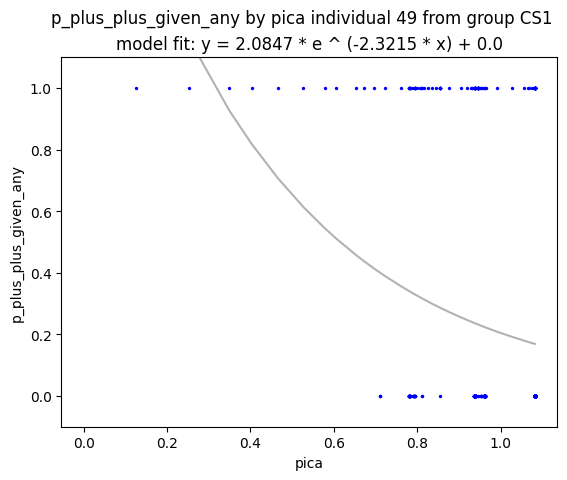 p_plus_plus_given_any by pica individual 49 from group CS1
model fit: y = 2.0847 * e ^ (-2.3215 * x) + 0.0
1.0
0.8
0.6
0.4
0.2
0.0
p_plus_plus_given_any
0.0 0.2 0.4 0.6 0.8 1.0
pica